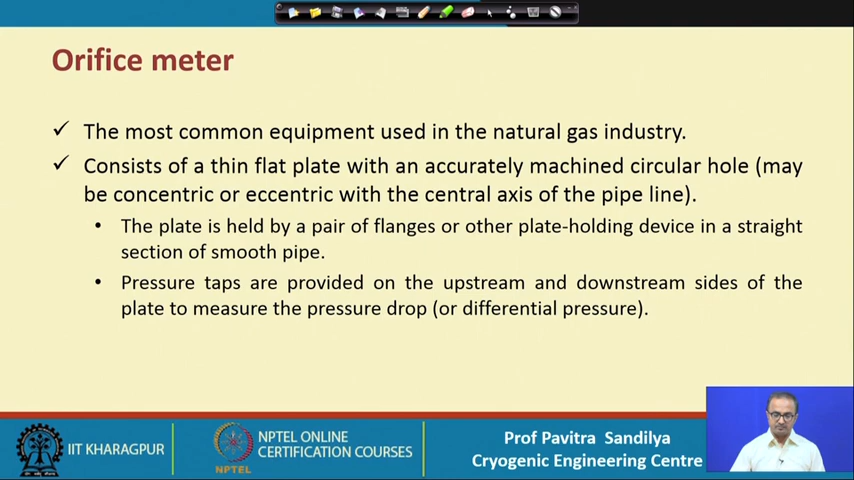 Orifice meter
✓ The most common equipment used in the natural gas industry.
✓ Consists of a thin flat plate with an accurately machined circular hole (may
be concentric or eccentric with the central axis of the pipe line).
• The plate is held by a pair of flanges or other plate-holding device in a straight
section of smooth pipe.
• Pressure taps are provided on the upstream and downstream sides of the
plate to measure the pressure drop (or differential pressure).
IIT KHARAGPUR
NPTEL
NPTEL ONLINE
CERTIFICATION COURSES
Prof Pavitra Sandilya
Cryogenic Engineering Centre